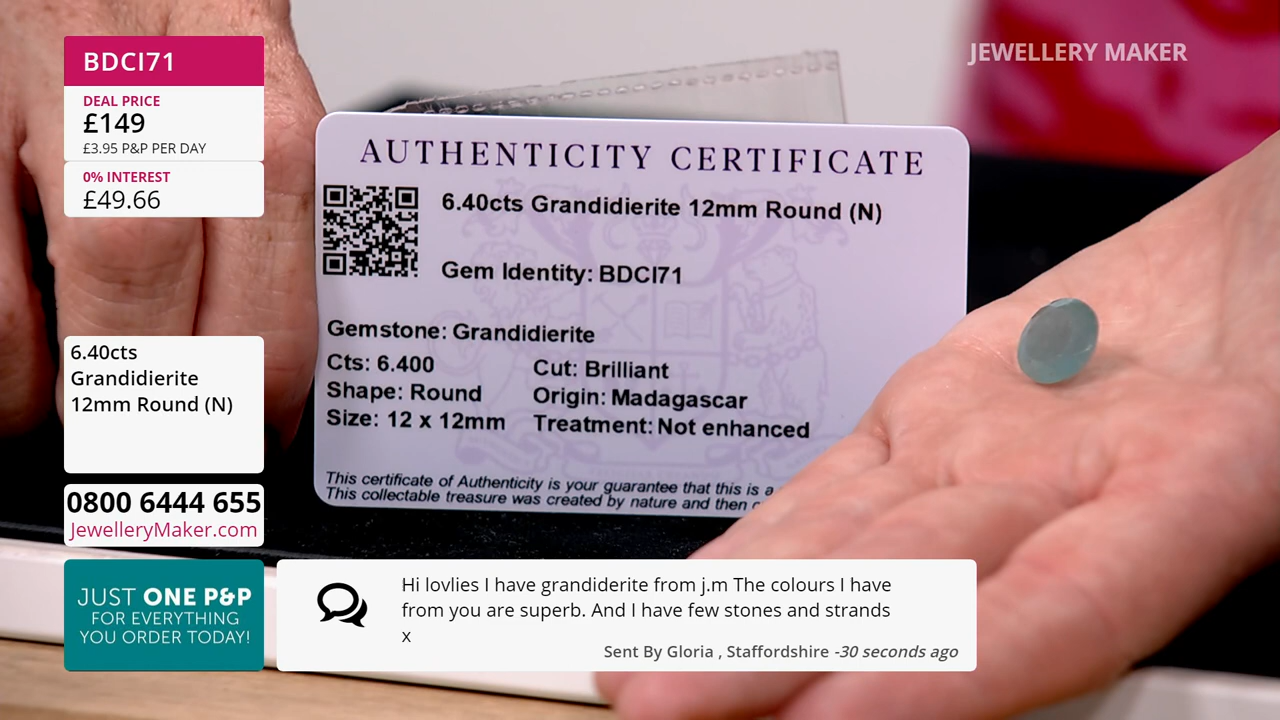 BDCI71
DEAL PRICE
£149
£3.95 P&P PER DAY
0% INTEREST
£49.66
6.40cts
Grandidierite
12mm Round (N)
0800 6444 655
JewelleryMaker.com
JUST ONE P&P
FOR EVERYTHING
YOU ORDER TODAY!
JEWELLERY MAKER
AUTHENTICITY CERTIFICATE
6.40cts Grandidierite 12mm Round (N)
Gem Identity: BDCI71
Gemstone: Grandidierite
Cts: 6.400
Cut: Brilliant
Shape: Round
Origin: Madagascar
Size: 12 x 12mm
Treatment: Not enhanced
This certificate of Authenticity is your guarantee that this is a
This collectable treasure was created by nature and then
Hi lovlies I have grandiderite from j.m The colours I have
from you are superb. And I have few stones and strands
x
Sent By Gloria , Staffordshire -30 seconds ago